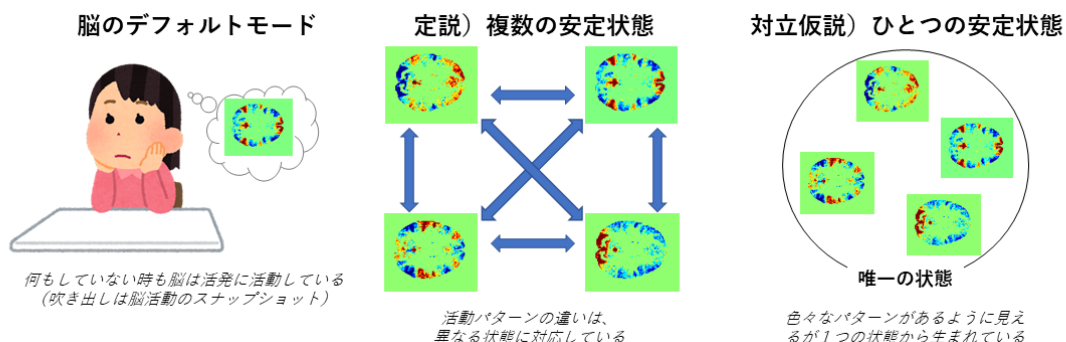 脳のデフォルトモード
何もしていない時も脳は活発に活動している
（吹き出しは脳活動のスナップショット）
定説）複数の安定状態
活動パターンの違いは、
異なる状態に対応している
対立仮説）ひとつの安定状態
唯一の状態
色々なパターンがあるように見え
るが１つの状態から生まれている